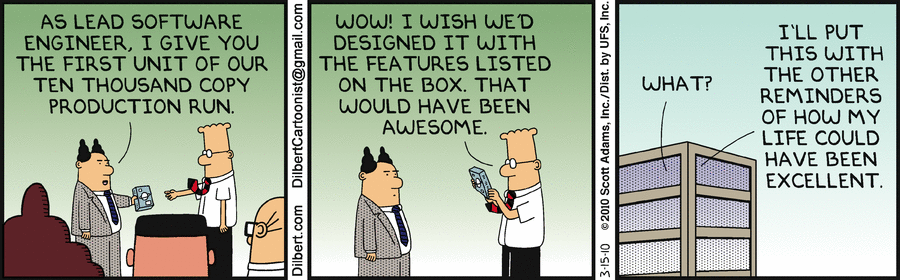 AS LEAD SOFTWARE
ENGINEER, I GIVE YOU
THE FIRST UNIT OF OUR
TEN THOUSAND COPY
PRODUCTION RUN.
Dilbert.com DilbertCartoonist@gmail.com
WOW! I WISH WE'D
DESIGNED IT WITH
THE FEATURES LISTED
ON THE BOX. THAT
WOULD HAVE BEEN
AWESOME.
3-15-10 ©2010 Scott Adams, Inc./Dist. by UFS, Inc.
WHAT?
I'LL PUT
THIS WITH
THE OTHER
REMINDERS
OF HOW MY
LIFE COULD
HAVE BEEN
EXCELLENT.